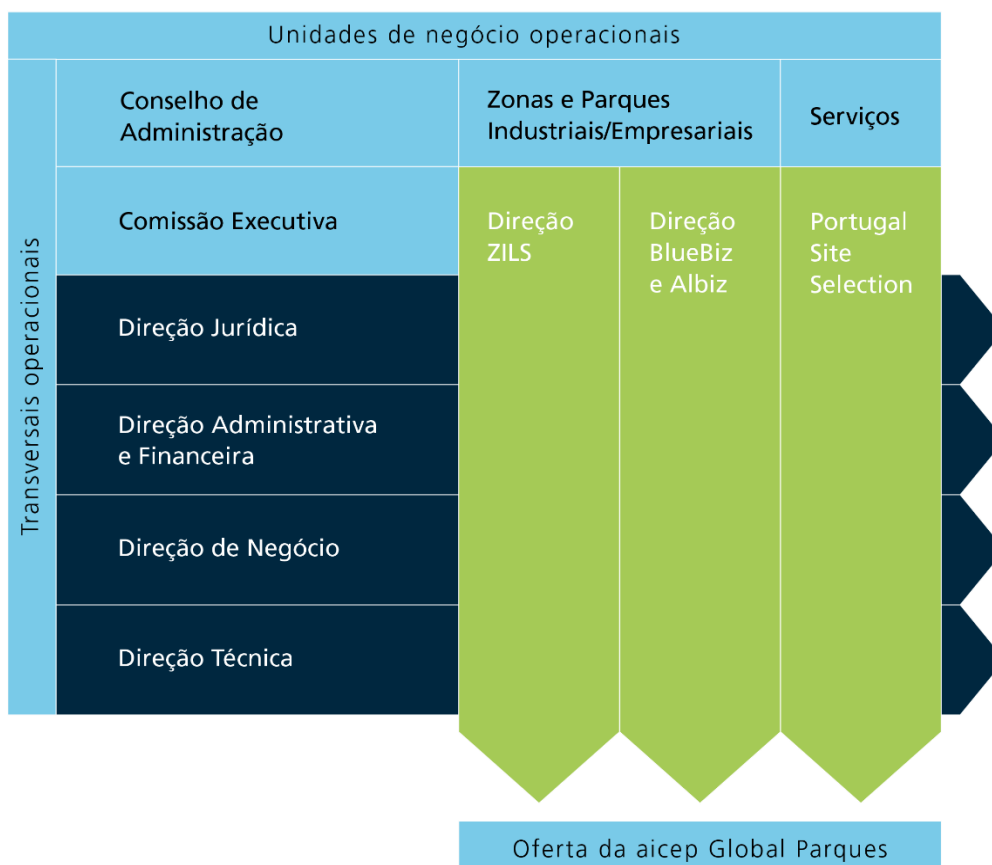 Unidades de negócio operacionais
Transversais operacionais
Conselho de
Administração
Zonas e Parques
Industriais/Empresariais
Serviços
Comissão Executiva
Direção
ZILS
Direção
BlueBiz
e Albiz
Portugal
Site
Selection
Direção Jurídica
Direção Administrativa
e Financeira
Direção de Negócio
Direção Técnica
Oferta da aicep Global Parques